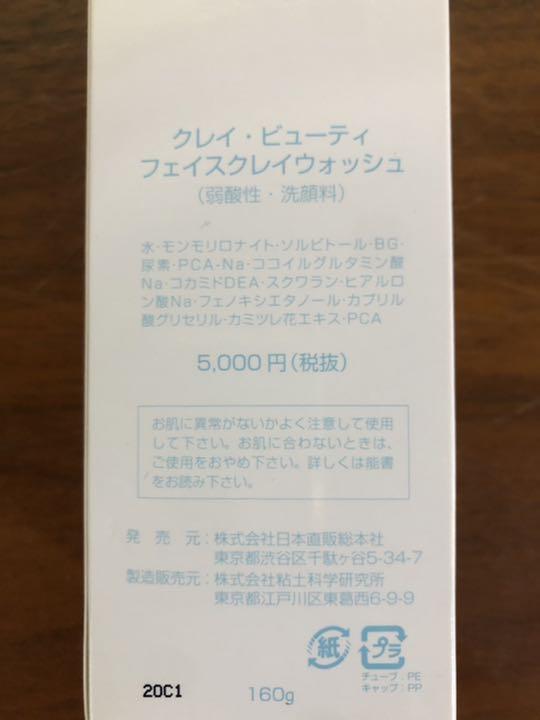 クレイ・ビューティ
フェイスクレイウォッシュ
(弱酸性・洗顔料)
水・モンモリロナイト・ソルビトール・BG・
尿素・PCA-Na・ココイルグルタミン酸
Na・コカミドDEA・スクワラン・ヒアルロ
ン酸Na・フェノキシエタノール・カプリル
酸グリセリル・カミツレ花エキス・PCA
5,000円(税抜)
お肌に異常がないかよく注意して使用
して下さい。お肌に合わないときは、
ご使用をおやめ下さい。詳しくは能書
をお読み下さい。
発売元:株式会社日本直販総本社
東京都渋谷区千駄ヶ谷5-34-7
製造販売元:株式会社粘土科学研究所
東京都江戸川区東葛西6-9-9
紙 プラ
チューブ:PE
キャップ:PP
20C1 160g